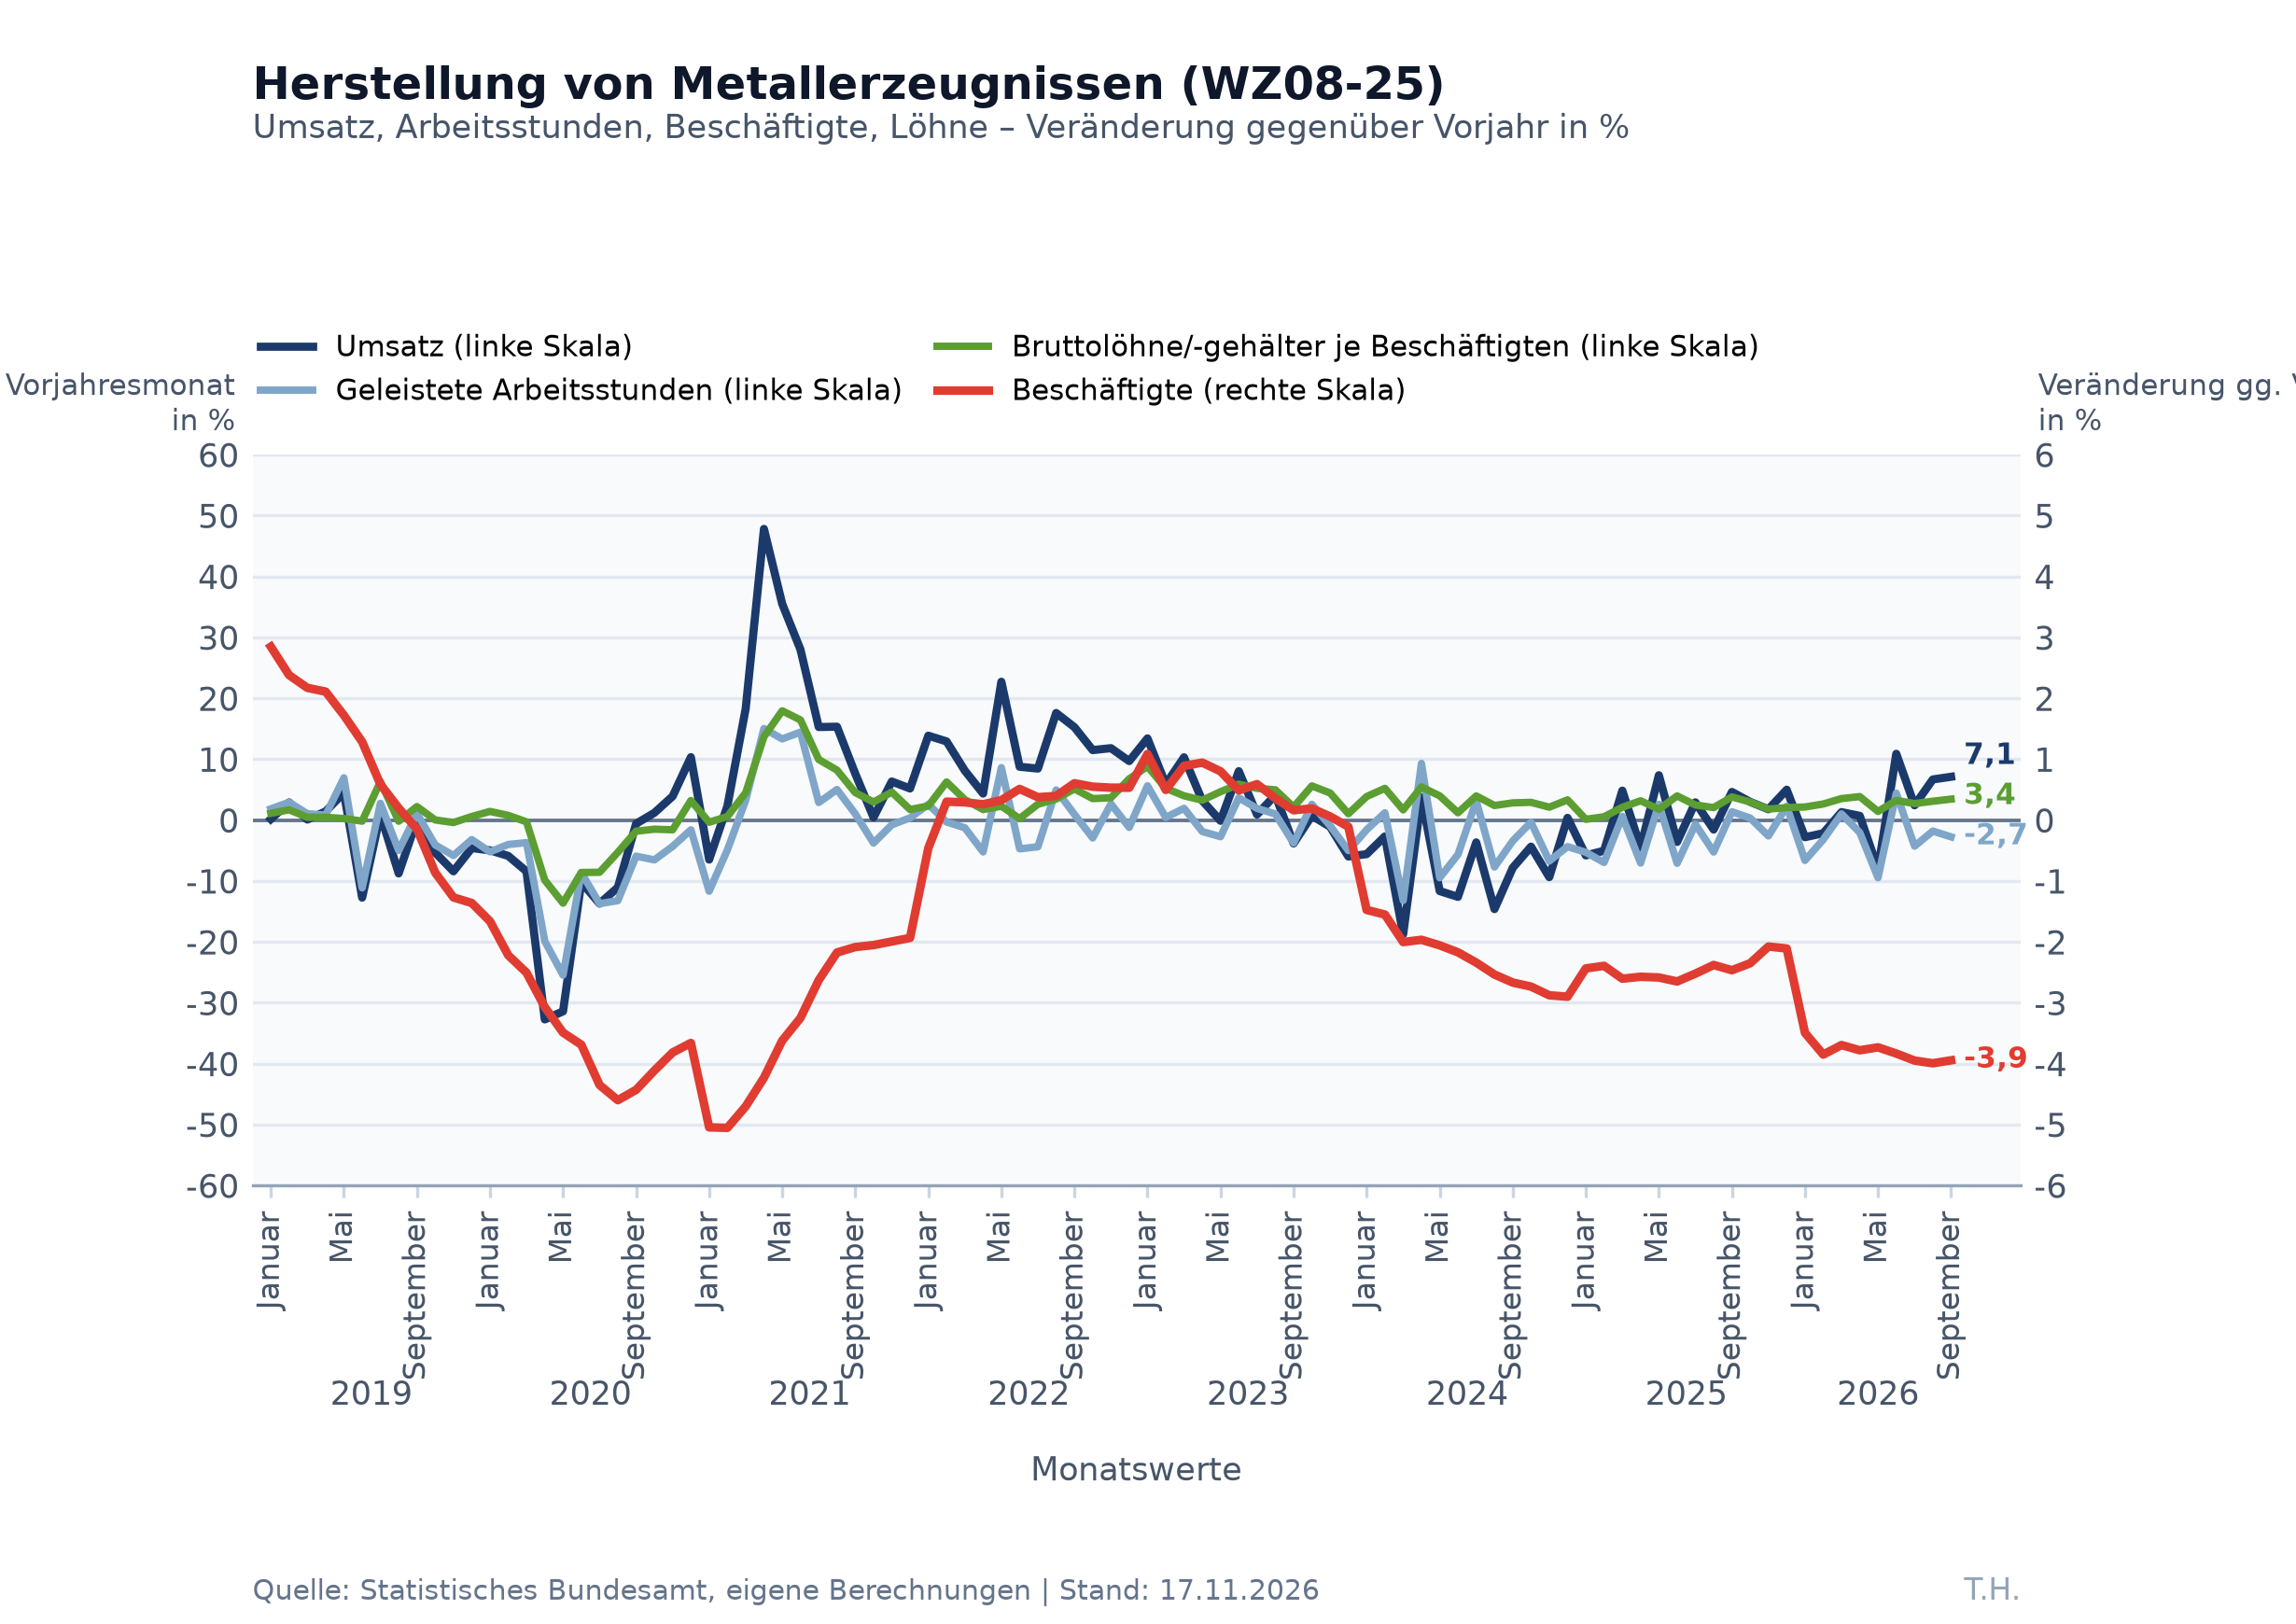 Herstellung von Metallerzeugnissen (WZ08-25)
Umsatz, Arbeitsstunden, Beschäftigte, Löhne – Veränderung gegenüber Vorjahr in %
Umsatz (linke Skala)
Bruttolöhne/-gehälter je Beschäftigten (linke Skala)
Geleistete Arbeitsstunden (linke Skala)
Beschäftigte (rechte Skala)
Vorjahresmonat
in %
Veränderung gg.
in %
60
50
40
30
20
10
0
-10
-20
-30
-40
-50
-60
6
5
4
3
2
1
0
-1
-2
-3
-4
-5
-6
7,1
3,4
-2,7
-3,9
Januar
Mai
September
Januar
Mai
September
Januar
Mai
September
Januar
Mai
September
Januar
Mai
September
Januar
Mai
September
Januar
Mai
September
Januar
Mai
September
2019
2020
2021
2022
2023
2024
2025
2026
Monatswerte
Quelle: Statistisches Bundesamt, eigene Berechnungen | Stand: 17.11.2026
T.H.